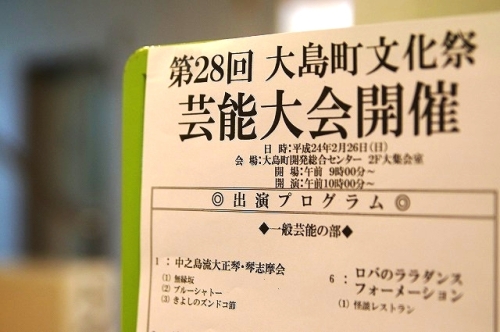 第28回 大島町文化祭
芸能大会開催
日 時:平成24年2月26日(日)
会 場:大島町開発総合センター 2F大集会室
開 場:午前 9時00分～
開 演:午前10時00分～
◎出演プログラム◎
◆一般芸能の部◆
1:中之島流大正琴・琴志摩会
(1) 無縁坂
(2) ブルーシャトー
(3) きよしのズンドコ節
6:ロバのララダンス
フォーメーション
(1) 怪談レストラン